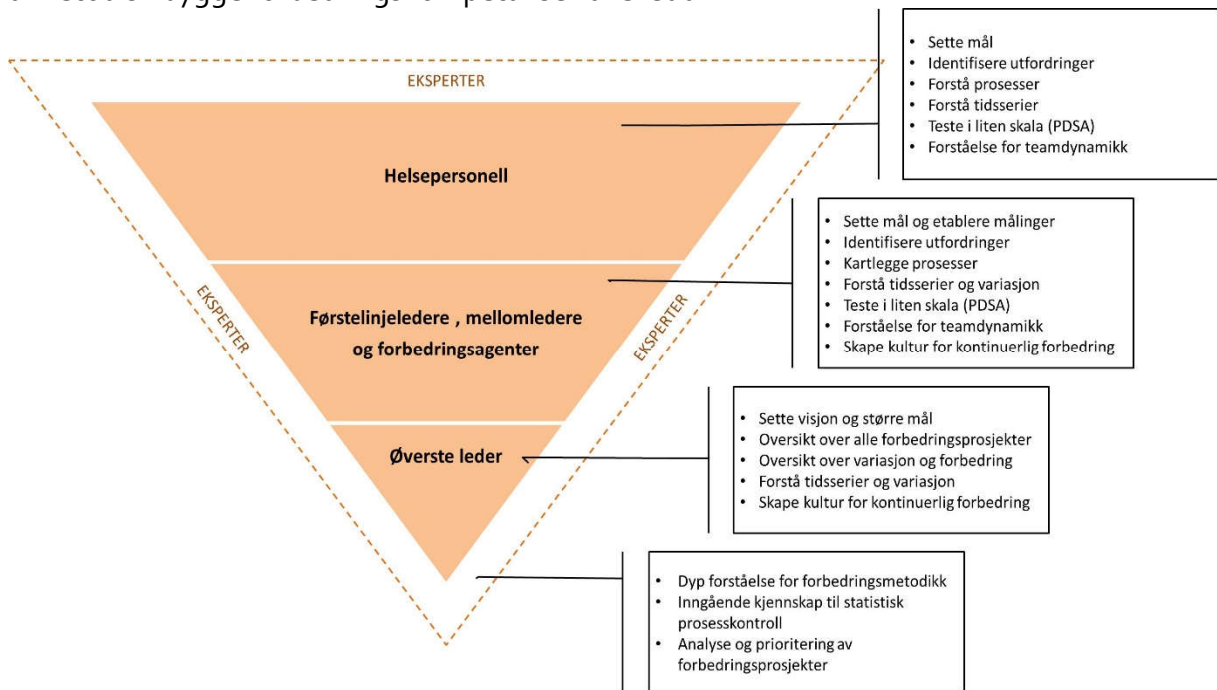 EKSPERTER
Helsepersonell
Førstelinjeledere , mellomledere
og forbedringsagenter
Øverste leder
EKSPERTER
EKSPERTER
• Sette mål
• Identifisere utfordringer
• Forstå prosesser
• Forstå tidsserier
• Teste i liten skala (PDSA)
• Forståelse for teamdynamikk
• Sette mål og etablere målinger
• Identifisere utfordringer
• Kartlegge prosesser
• Forstå tidsserier og variasjon
• Teste i liten skala (PDSA)
• Forståelse for teamdynamikk
• Skape kultur for kontinuerlig forbedring
• Sette visjon og større mål
• Oversikt over alle forbedringsprosjekter
• Oversikt over variasjon og forbedring
• Forstå tidsserier og variasjon
• Skape kultur for kontinuerlig forbedring
• Dyp forståelse for forbedringsmetodikk
• Inngående kjennskap til statistisk
prosesskontroll
• Analyse og prioritering av
forbedringsprosjekter